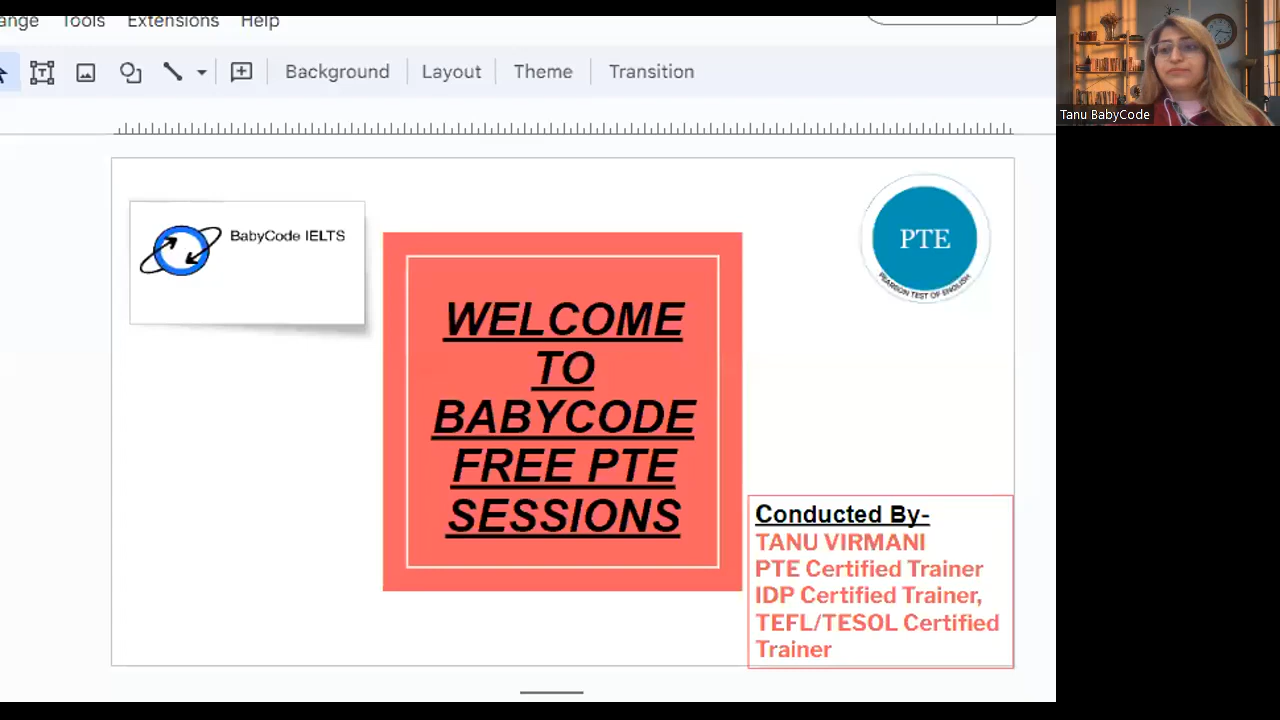 Tools Extensions Help
Background Layout Theme Transition
Tanu BabyCode
BabyCode IELTS
PTE
PEARSON TEST OF ENGLISH
WELCOME
TO
BABYCODE
FREE PTE
SESSIONS
Conducted By-
TANU VIRMANI
PTE Certified Trainer
IDP Certified Trainer,
TEFL/TESOL Certified
Trainer